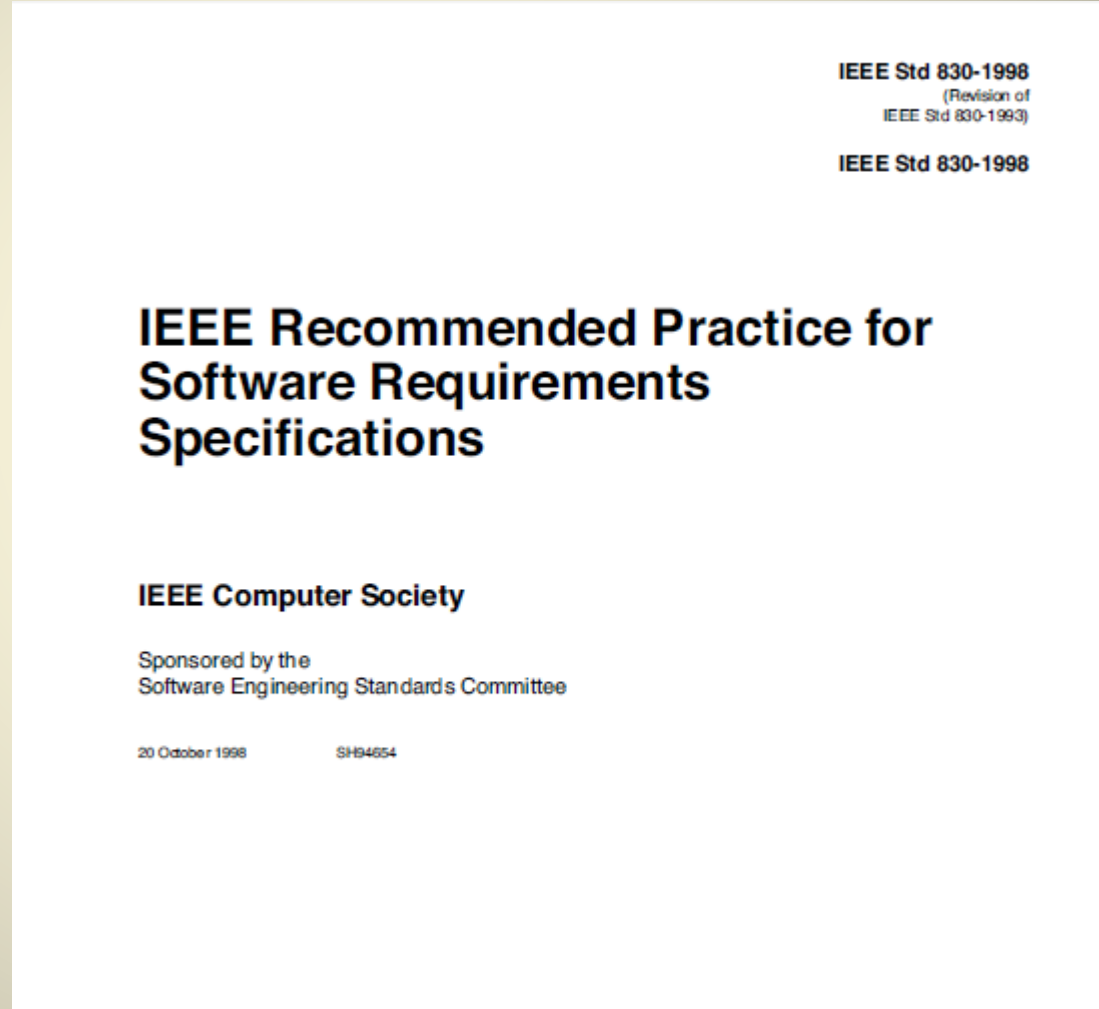 IEEE Std 830-1998
(Revision of
IEEE Std 830-1993)
IEEE Std 830-1998
IEEE Recommended Practice for
Software Requirements
Specifications
IEEE Computer Society
Sponsored by the
Software Engineering Standards Committee
20 October 1998 SH94654